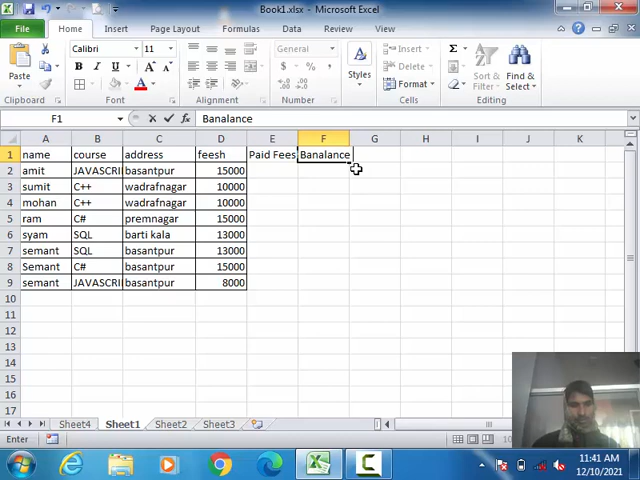 Book1.xlsx - Microsoft Excel
File Home Insert Page Layout Formulas Data Review View
Calibri 11 General Insert Σ
Paste B I U A $ % , Styles Delete Sort & Filter Find & Select
Format
Clipboard Font Alignment Number Cells Editing
F1 fx Banalance
A B C D E F G H I J K
1 name course address feesh Paid Fees Banalance
2 amit JAVASCRI basantpur 15000
3 sumit C++ wadrafnagar 10000
4 mohan C++ wadrafnagar 10000
5 ram C# premnagar 15000
6 syam SQL barti kala 13000
7 semant SQL basantpur 13000
8 Semant C# basantpur 15000
9 semant JAVASCRI basantpur 8000
10
11
12
13
14
15
16
17
Sheet4 Sheet1 Sheet2 Sheet3
Enter
11:41 AM
12/10/2021